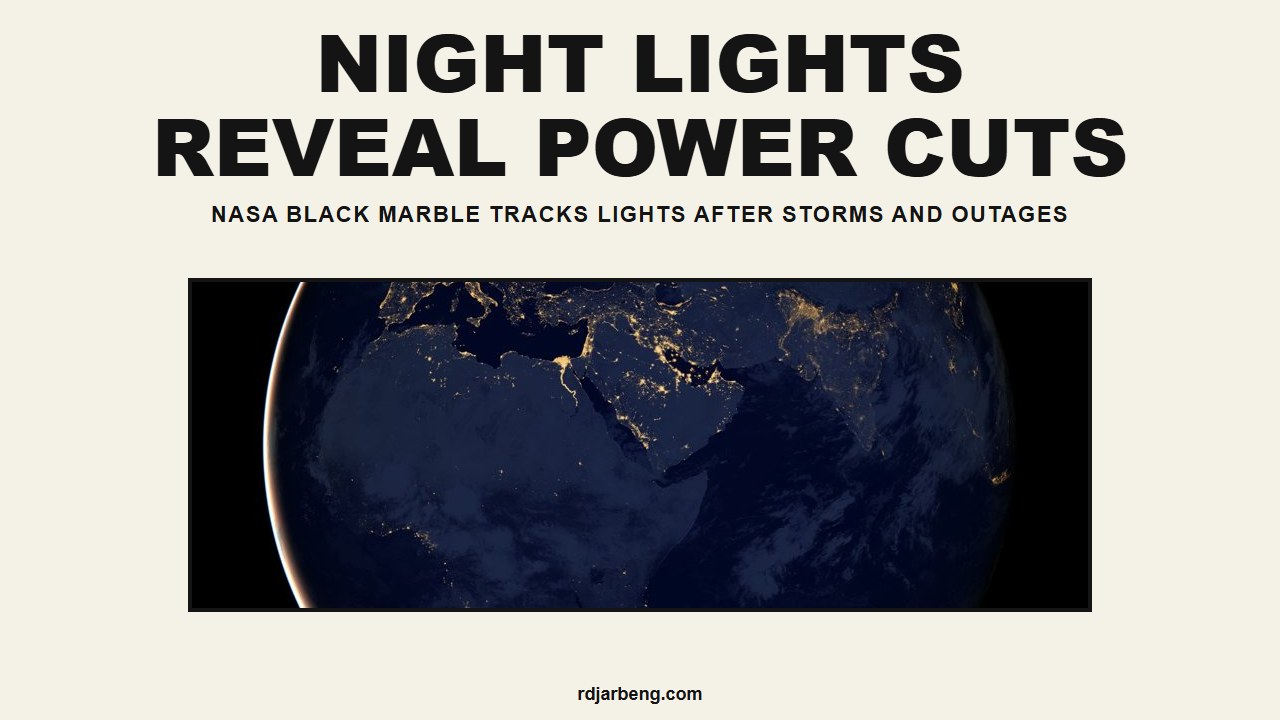 NIGHT LIGHTS
REVEAL POWER CUTS
NASA BLACK MARBLE TRACKS LIGHTS AFTER STORMS AND OUTAGES
rdjarbeng.com